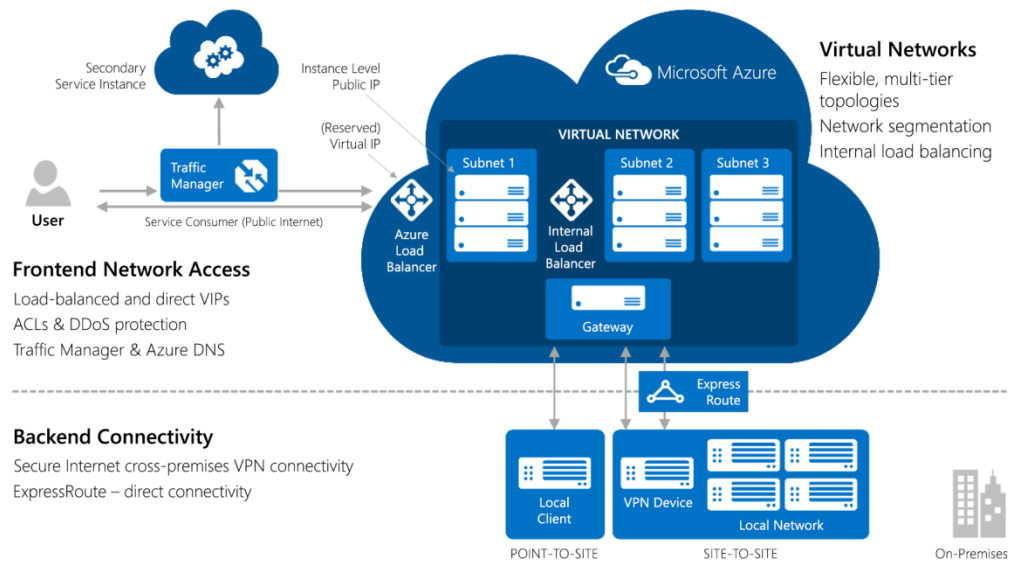 Secondary
Service Instance
Instance Level
Public IP
(Reserved)
Virtual IP
Microsoft Azure
Virtual Networks
Flexible, multi-tier
topologies
Network segmentation
Internal load balancing
VIRTUAL NETWORK
Subnet 1
Subnet 2
Subnet 3
Traffic
Manager
User
Service Consumer (Public Internet)
Azure
Load
Balancer
Internal
Load
Balancer
Gateway
Frontend Network Access
Load-balanced and direct VIPs
ACLs & DDoS protection
Traffic Manager & Azure DNS
Express
Route
Backend Connectivity
Secure Internet cross-premises VPN connectivity
ExpressRoute – direct connectivity
Local
Client
VPN Device
Local Network
POINT-TO-SITE
SITE-TO-SITE
On-Premises